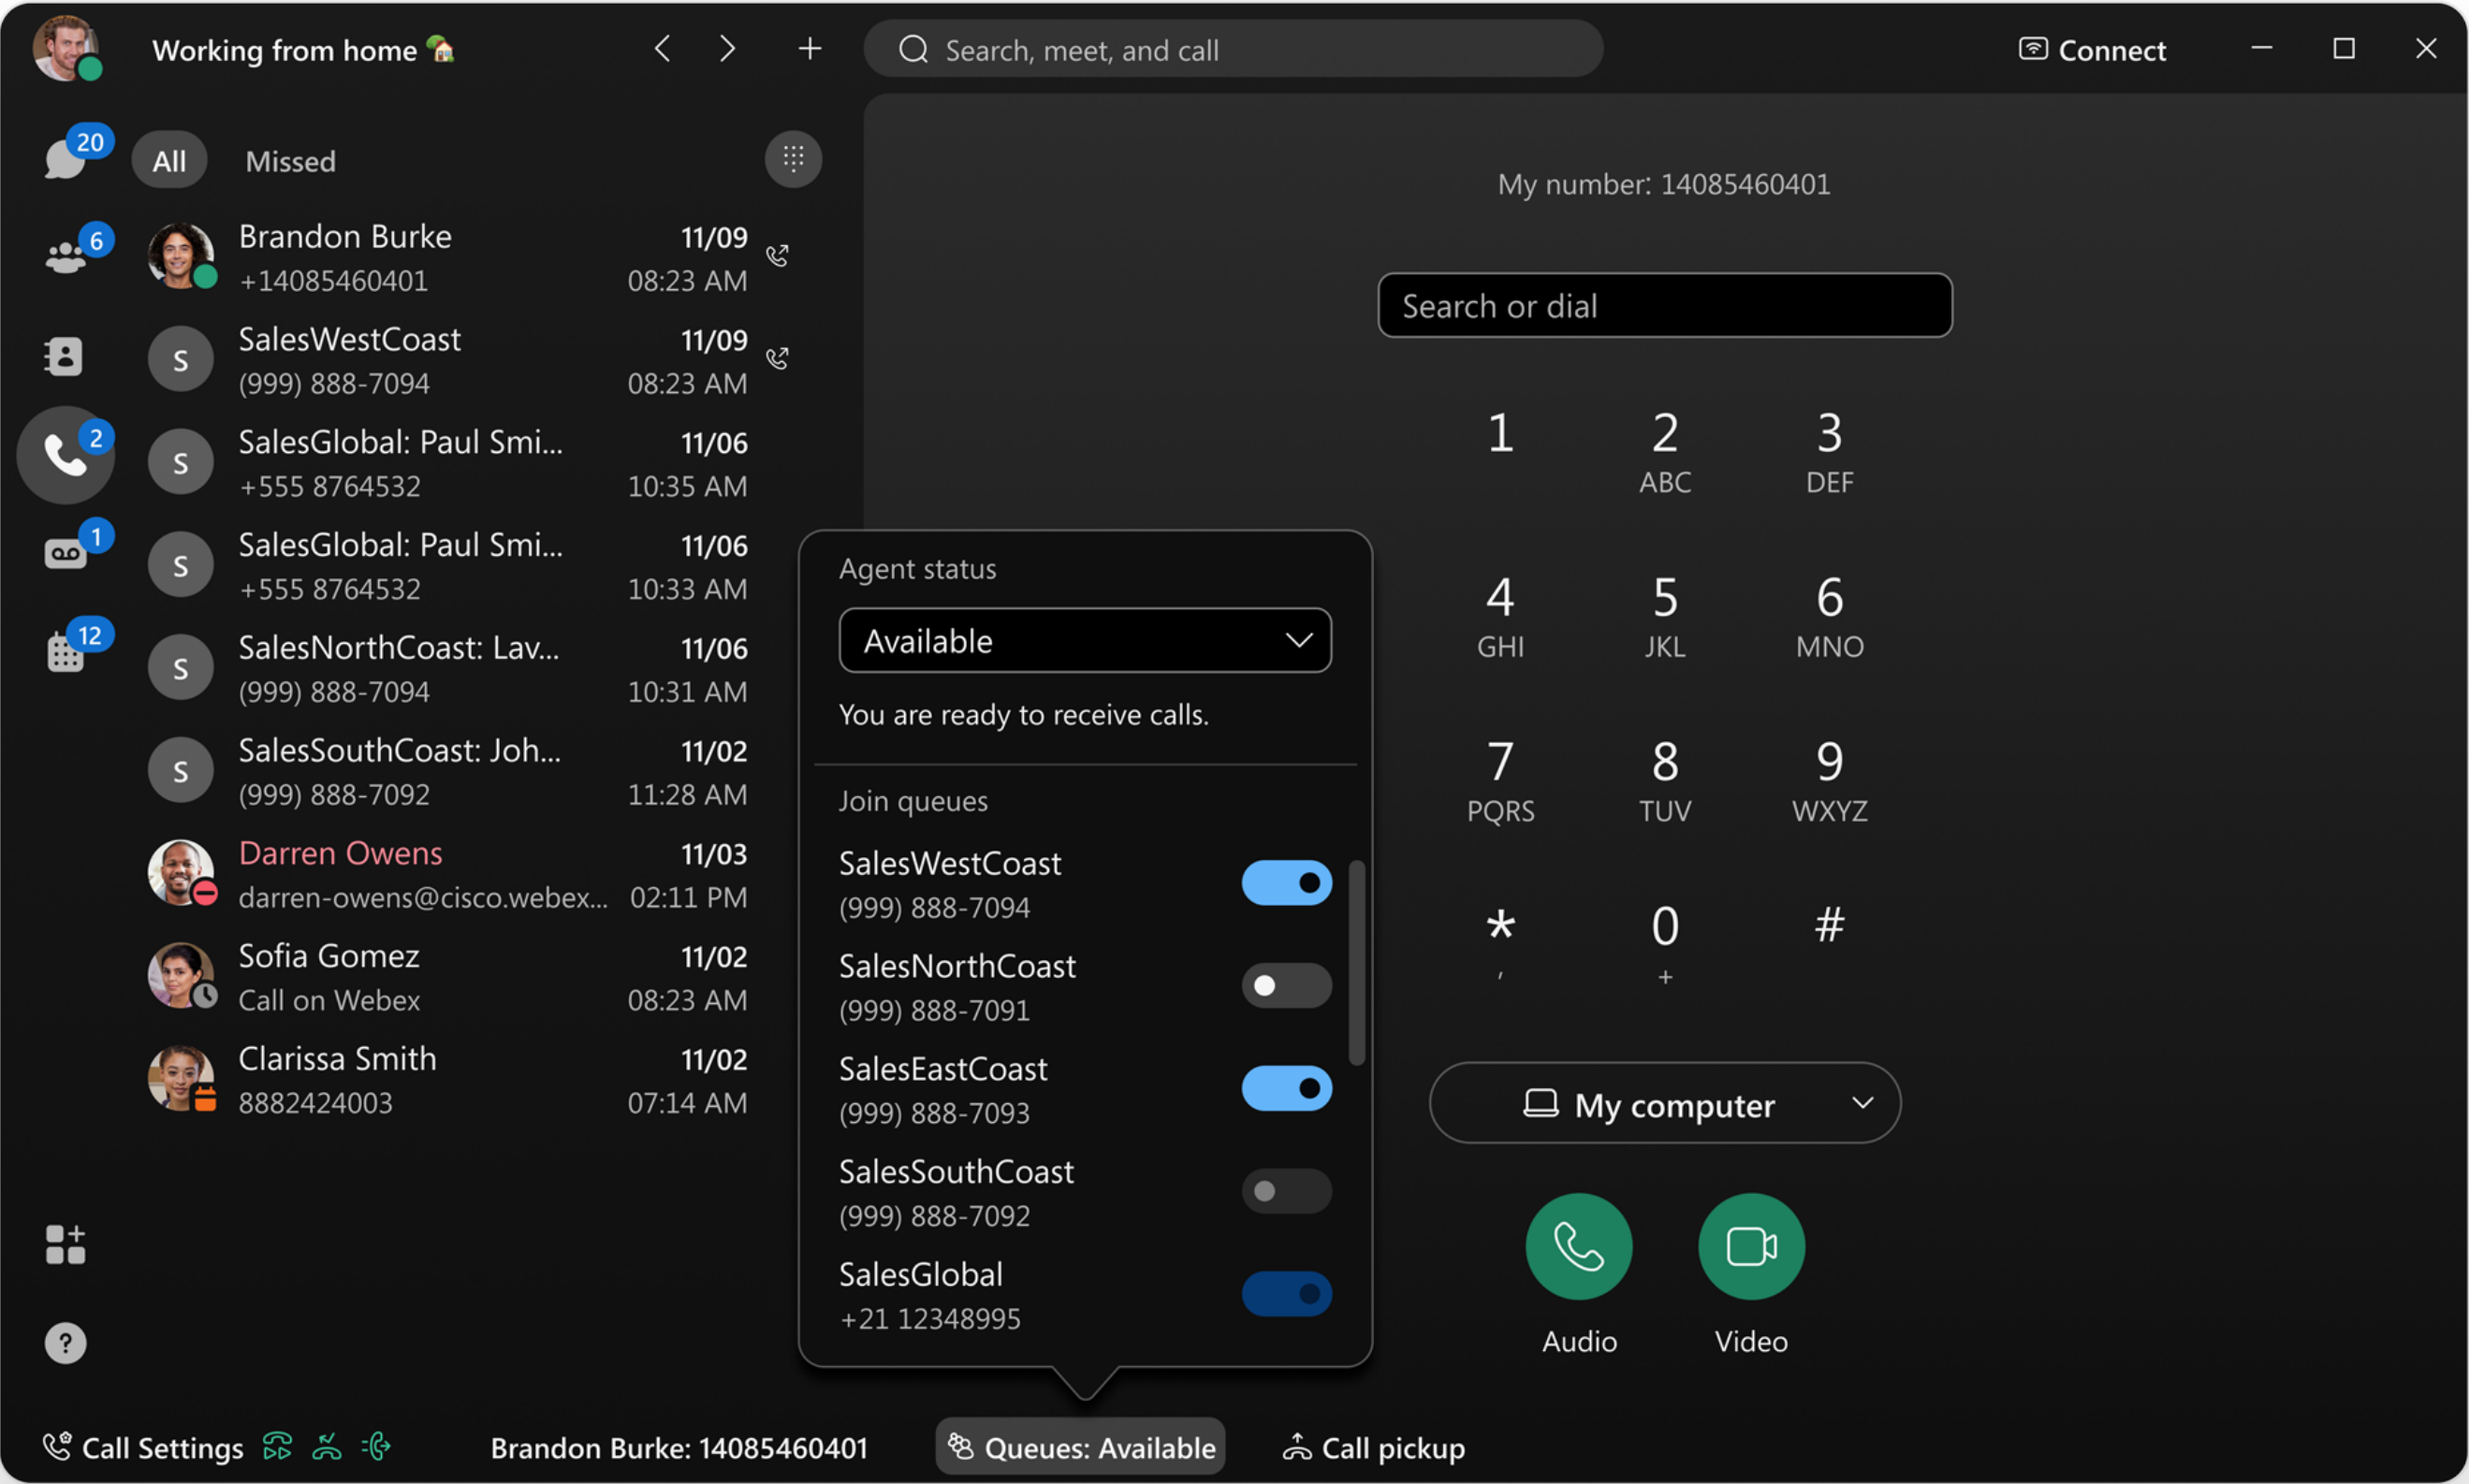 Working from home
Search, meet, and call
Connect
20
All
Missed
My number: 14085460401
6
Brandon Burke
11/09
+14085460401
08:23 AM
SalesWestCoast
11/09
S
(999) 888-7094
08:23 AM
Search or dial
2
SalesGlobal: Paul Smi...
11/06
S
+555 8764532
10:35 AM
1
SalesGlobal: Paul Smi...
11/06
S
+555 8764532
10:33 AM
12
SalesNorthCoast: Lav...
11/06
S
(999) 888-7094
10:31 AM
SalesSouthCoast: Joh...
11/02
S
(999) 888-7092
11:28 AM
Darren Owens
11/03
darren-owens@cisco.webex...
02:11 PM
Sofia Gomez
11/02
Call on Webex
08:23 AM
Clarissa Smith
11/02
8882424003
07:14 AM
?
Agent status
Available
You are ready to receive calls.
Join queues
SalesWestCoast
(999) 888-7094
SalesNorthCoast
(999) 888-7091
SalesEastCoast
(999) 888-7093
SalesSouthCoast
(999) 888-7092
SalesGlobal
+21 12348995
1 2 3
ABC DEF
4 5 6
GHI JKL MNO
7 8 9
PQRS TUV WXYZ
* 0 #
, +
My computer
Audio
Video
Call Settings
Brandon Burke: 14085460401
Queues: Available
Call pickup